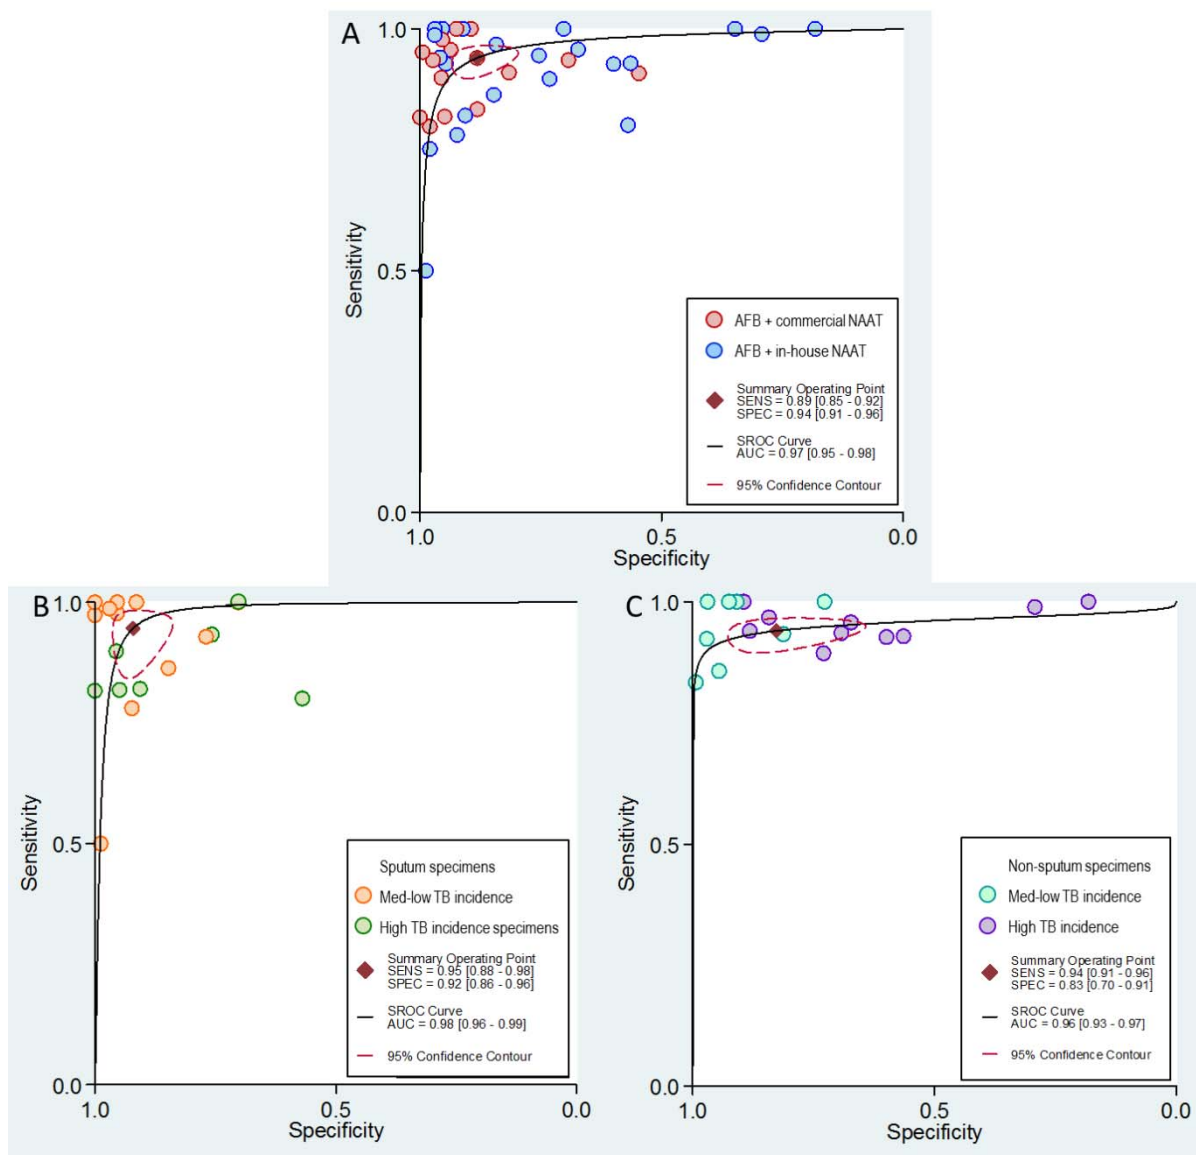 A
1.0
Sensitivity
0.5
AFB + commercial NAAT
AFB + in-house NAAT
Summary Operating Point
SENS = 0.89 [0.85 - 0.92]
SPEC = 0.94 [0.91 - 0.96]
SROC Curve
AUC = 0.97 [0.95 - 0.98]
95% Confidence Contour
0.0
1.0
0.5
0.0
Specificity
B
1.0
Sensitivity
0.5
Sputum specimens
Med-low TB incidence
High TB incidence specimens
Summary Operating Point
SENS = 0.95 [0.88 - 0.98]
SPEC = 0.92 [0.86 - 0.96]
SROC Curve
AUC = 0.98 [0.96 - 0.99]
95% Confidence Contour
0.0
1.0
0.5
0.0
Specificity
C
1.0
Sensitivity
0.5
Non-sputum specimens
Med-low TB incidence
High TB incidence
Summary Operating Point
SENS = 0.94 [0.91 - 0.96]
SPEC = 0.83 [0.70 - 0.91]
SROC Curve
AUC = 0.96 [0.93 - 0.97]
95% Confidence Contour
0.0
1.0
0.5
0.0
Specificity